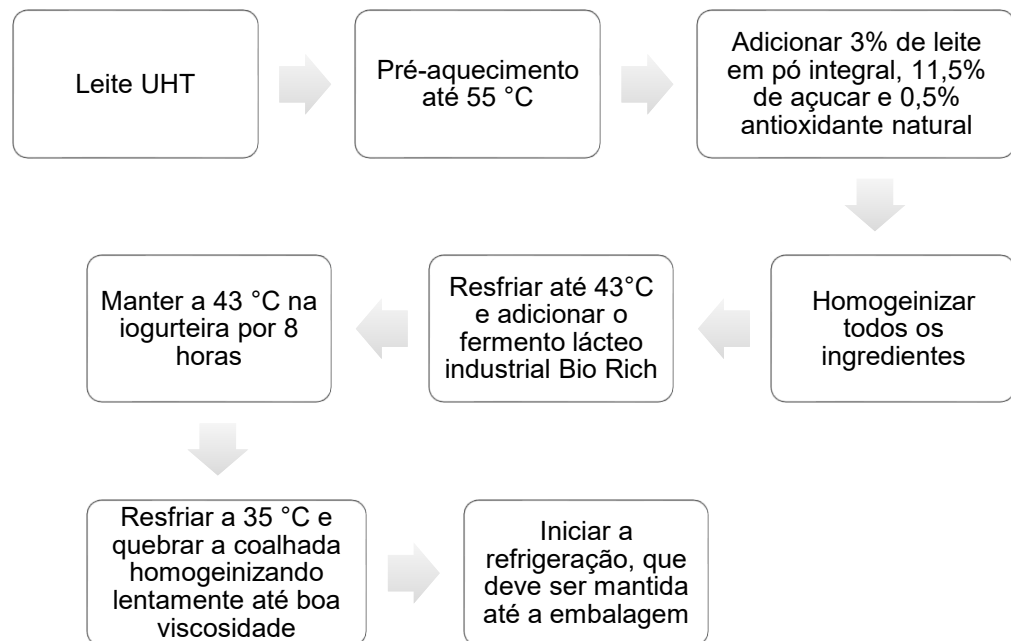 Leite UHT
Pré-aquecimento
até 55 °C
Adicionar 3% de leite
em pó integral, 11,5%
de açucar e 0,5%
antioxidante natural
Homogeinizar
todos os
ingredientes
Resfriar até 43°C
e adicionar o
fermento lácteo
industrial Bio Rich
Manter a 43 °C na
iogurteira por 8
horas
Resfriar a 35 °C e
quebrar a coalhada
homogeinizando
lentamente até boa
viscosidade
Iniciar a
refrigeração, que
deve ser mantida
até a embalagem